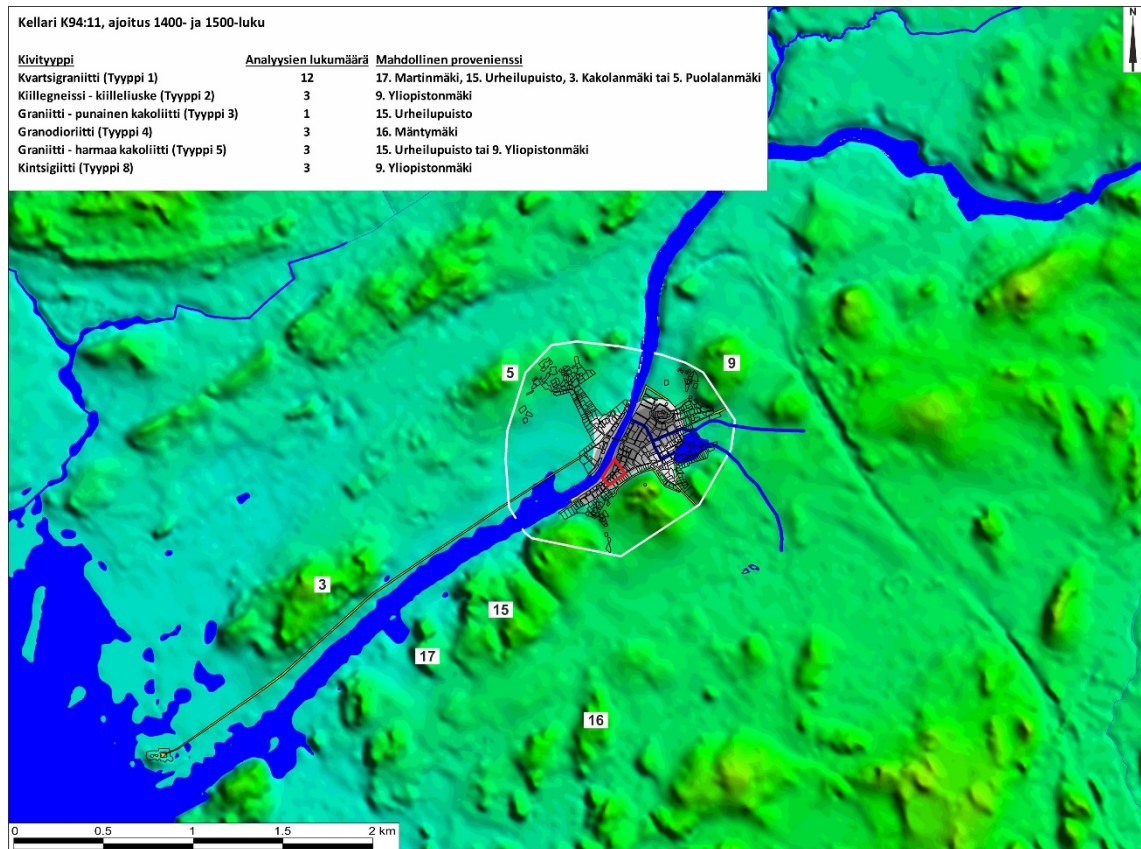 Kellari K94:11, ajoitus 1400- ja 1500-luku
Kivityyppi Analyysien lukumäärä Mahdollinen provenienssi
Kvartsigraniitti (Tyyppi 1) 12 17. Martinmäki, 15. Urheilupuisto, 3. Kakolanmäki tai 5. Puolalanmäki
Kiillegneissi - kiilleliuske (Tyyppi 2) 3 9. Yliopistonmäki
Graniitti - punainen kakoliitti (Tyyppi 3) 1 15. Urheilupuisto
Granodioriitti (Tyyppi 4) 3 16. Mäntymäki
Graniitti - harmaa kakoliitti (Tyyppi 5) 3 15. Urheilupuisto tai 9. Yliopistonmäki
Kintsigiitti (Tyyppi 8) 3 9. Yliopistonmäki
N
9
5
3
15
17
16
0 0.5 1 1.5 2 km